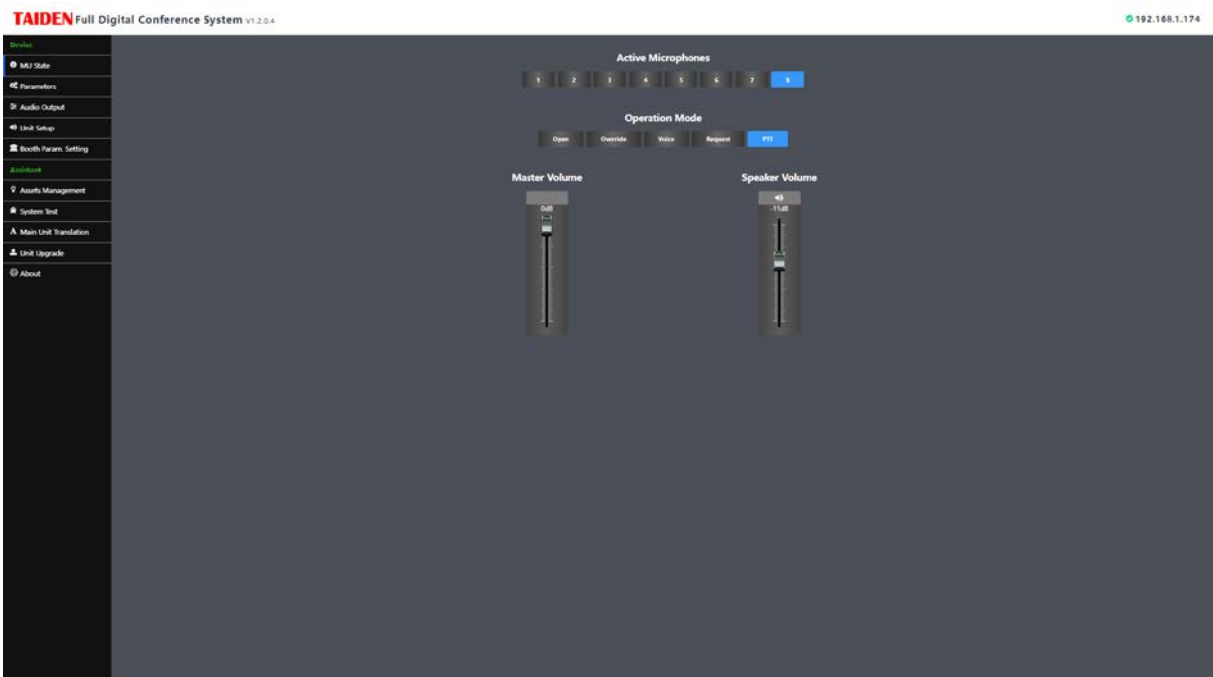 TAIDEN Full Digital Conference System V1.2.0.4
192.168.1.174
Device
MU State
Parameters
Audio Output
Unit Setup
Booth Param. Setting
Assistant
Assets Management
System Test
Main Unit Translation
Unit Upgrade
About
Active Microphones
1 2 3 4 5 6 7 8
Operation Mode
Open Override Voice Request PTT
Master Volume Speaker Volume
0dB -11dB